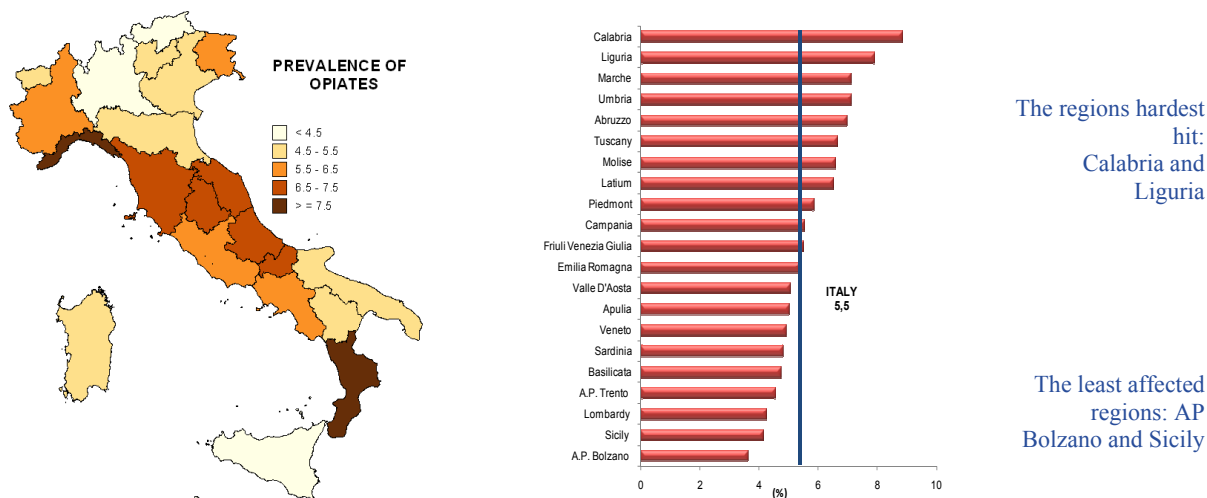 PREVALENCE OF
OPIATES
< 4.5
4.5 - 5.5
5.5 - 6.5
6.5 - 7.5
> = 7.5
Calabria
Liguria
Marche
Umbria
Abruzzo
Tuscany
Molise
Latium
Piedmont
Campania
Friuli Venezia Giulia
Emilia Romagna
Valle D'Aosta
Apulia
Veneto
Sardinia
Basilicata
A.P. Trento
Lombardy
Sicily
A.P. Bolzano
ITALY
5,5
0 2 4 6 8 10
(%)
The regions hardest
hit:
Calabria and
Liguria
The least affected
regions: AP
Bolzano and Sicily